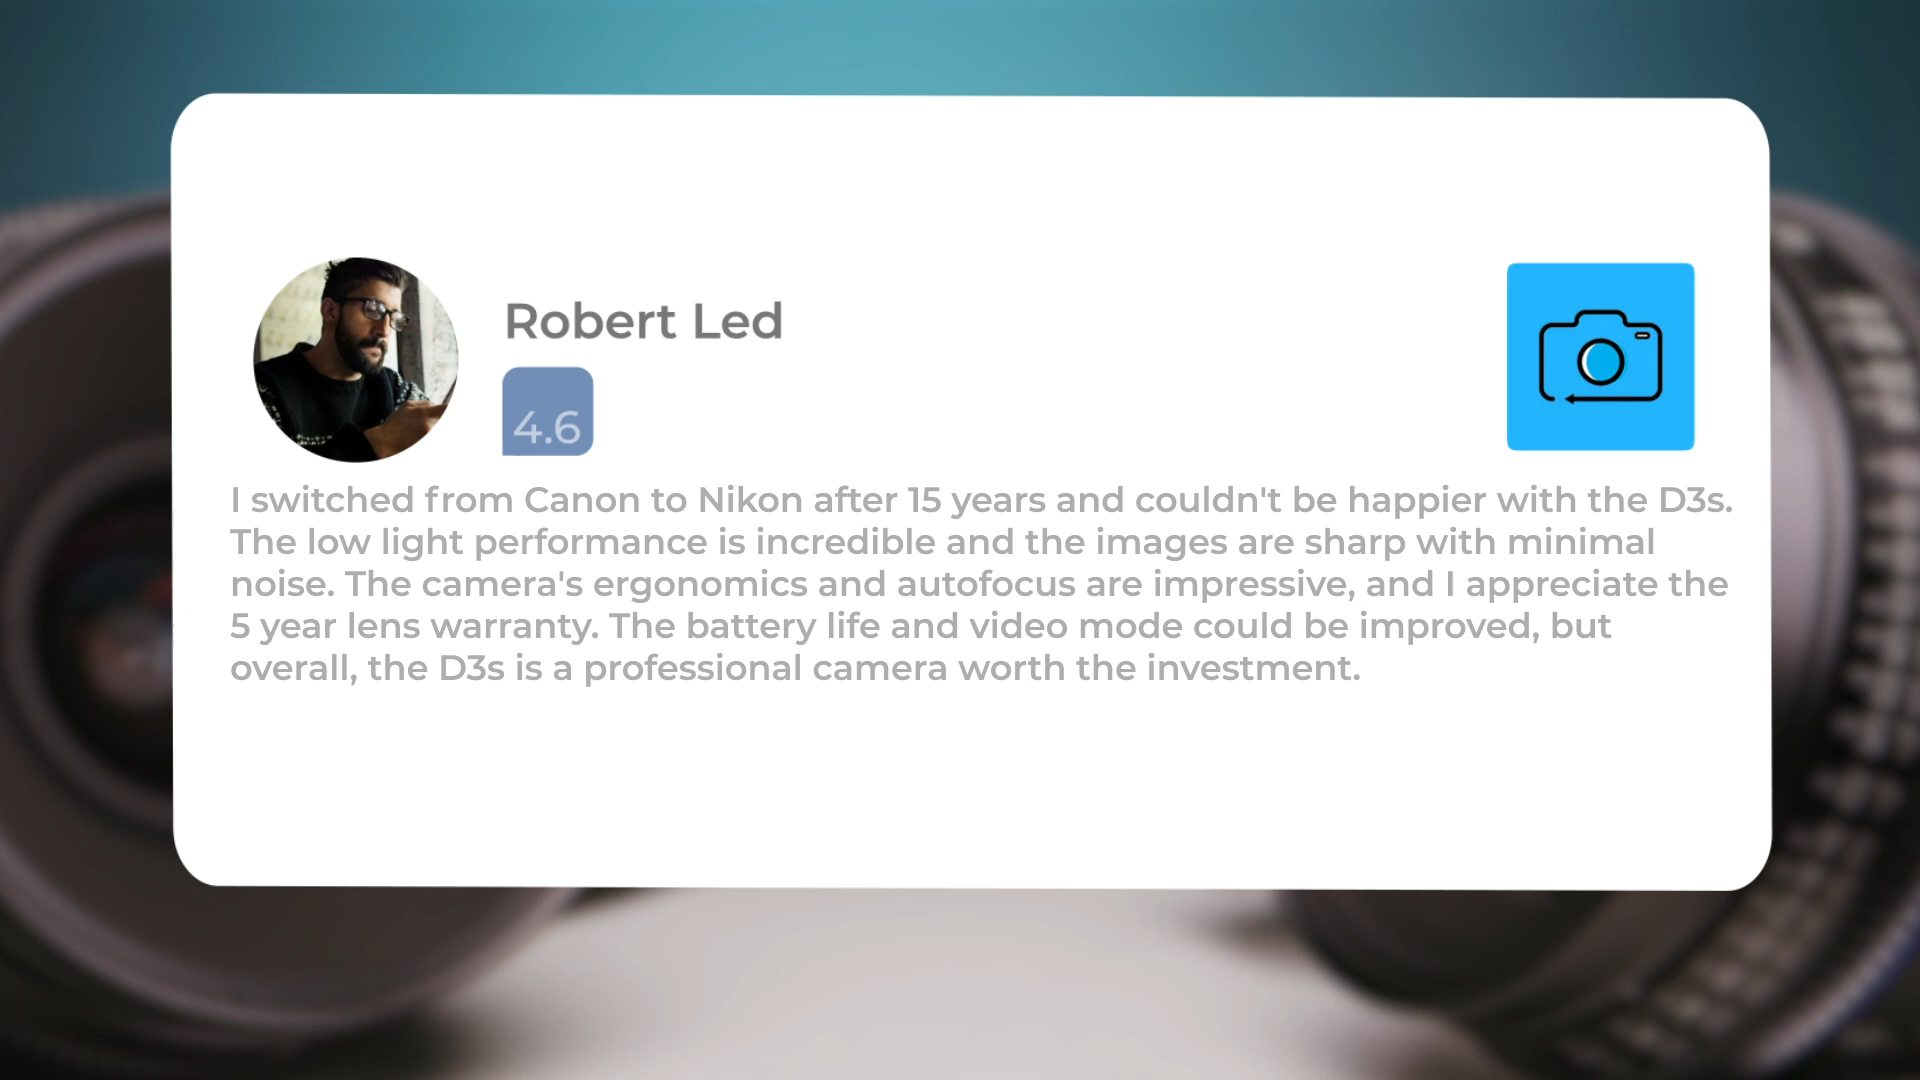 Robert Led
4.6
I switched from Canon to Nikon after 15 years and couldn't be happier with the D3s.
The low light performance is incredible and the images are sharp with minimal
noise. The camera's ergonomics and autofocus are impressive, and I appreciate the
5 year lens warranty. The battery life and video mode could be improved, but
overall, the D3s is a professional camera worth the investment.